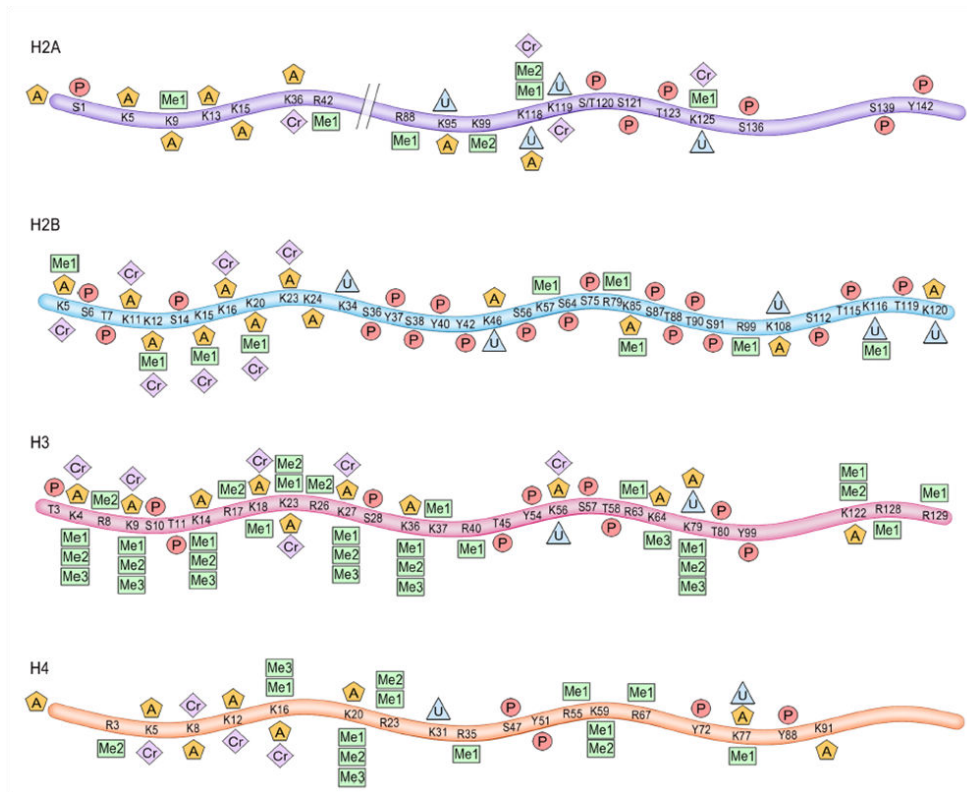 H2A
Cr
Me2 Cr
A P A Me1 A A U Me1 U P P Me1 P P
S1 K5 K9 K13 K15 K36 R42 R88 K95 K99 K118 K119 S/T120 S121 T123 K125 S136 S139 Y142
A A Cr Me1 Me1 A Me2 U Cr P U P
A
H2B
Cr Cr Cr
Me1 A P A P A A U P P A Me1 P Me1 P P U P P A
K5 S6 T7 K11 K12 S14 K15 K16 K20 K23 K24 K34 S36 Y37 S38 Y40 Y42 K46 S56 K57 S64 S75 R79 K85 S87 T88 T90 S91 R99 K108 S112 T115 K116 T119 K120
Cr P A A A A P P P U P P A P P Me1 A P U U
Me1 Me1 Me1 Me1 Me1
Cr Cr Cr
H3
Cr Cr Cr Me2 Cr Cr A Me1
P A Me2 A P A Me2 A Me1 Me2 A P A Me1 P A P Me1 A U P Me2 Me1
T3 K4 R8 K9 S10 T11 K14 R17 K18 K23 R26 K27 S28 K36 K37 R40 T45 Y54 K56 S57 T58 R63 K64 K79 T80 Y99 K122 R128 R129
Me1 Me1 P Me1 A Me1 Me1 Me1 P U Me3 Me1 P A Me1
Me2 Me2 Me2 Cr Me2 Me2 Me2
Me3 Me3 Me3 Me3 Me3 Me3
H4
Me3 Me2
A A Cr A Me1 A Me1 U P Me1 Me1 Me1 P U A P
R3 K5 K8 K12 K16 K20 R23 K31 R35 S47 Y51 R55 K59 R67 Y72 K77 Y88 K91
Me2 Cr A Cr A Me1 Me1 P Me1 Me1 A
Cr Me2 Me2
Me3